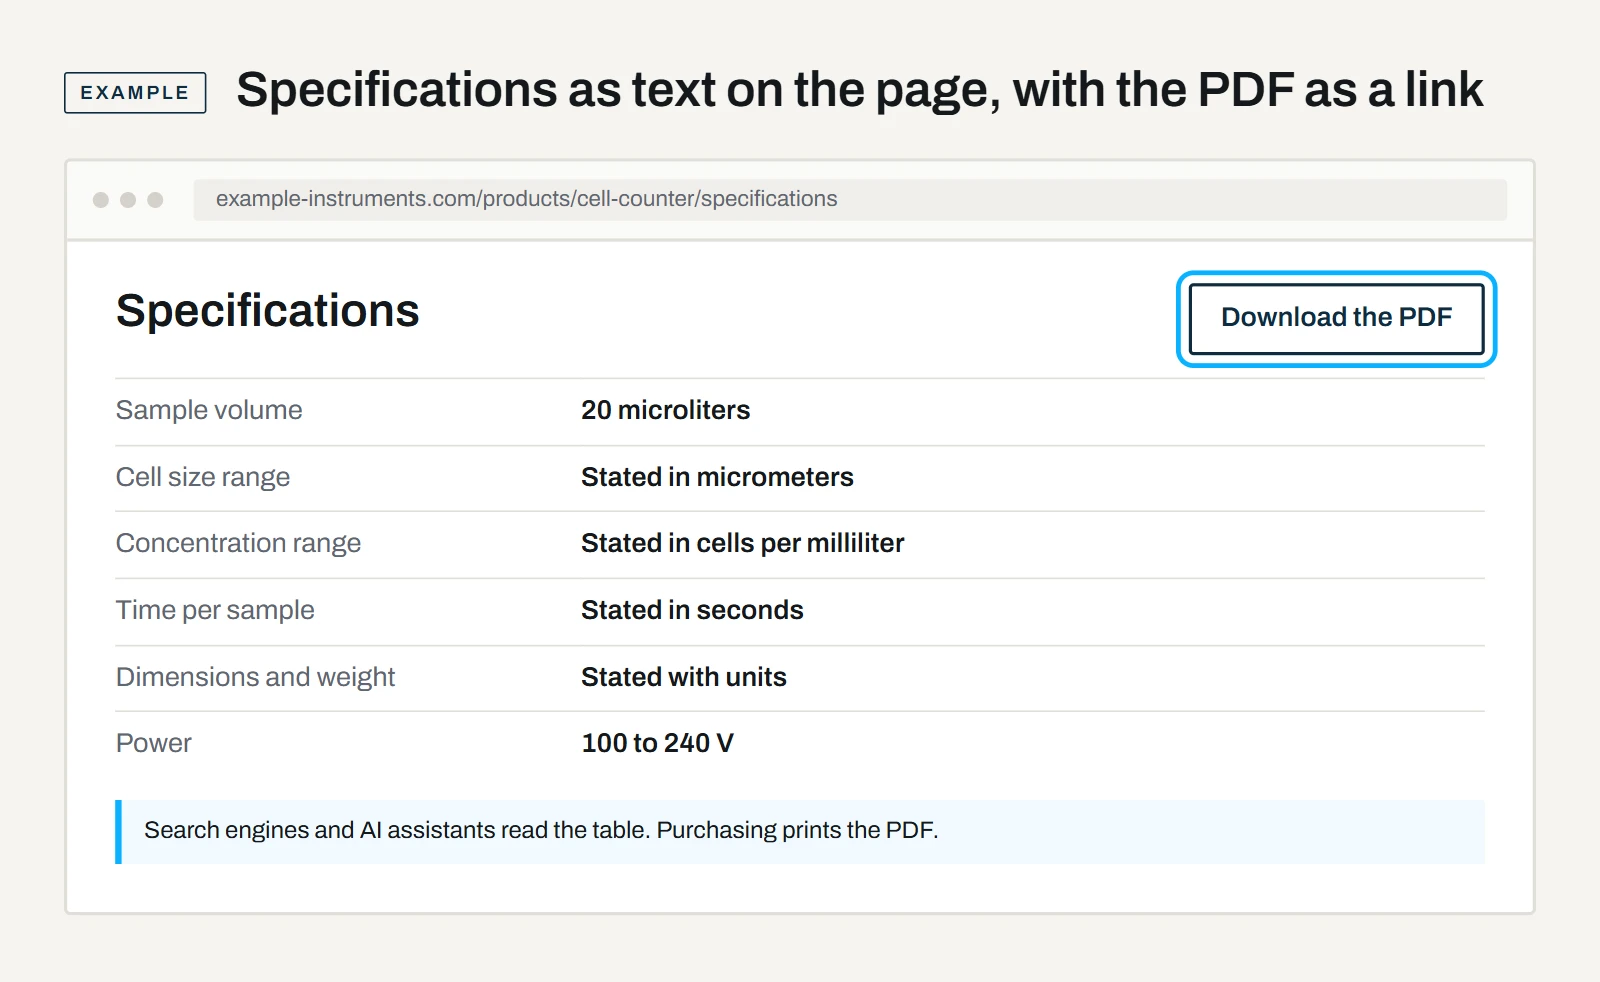 EXAMPLE
Specifications as text on the page, with the PDF as a link
example-instruments.com/products/cell-counter/specifications
Specifications
Download the PDF
Sample volume 20 microliters
Cell size range Stated in micrometers
Concentration range Stated in cells per milliliter
Time per sample Stated in seconds
Dimensions and weight Stated with units
Power 100 to 240 V
Search engines and AI assistants read the table. Purchasing prints the PDF.